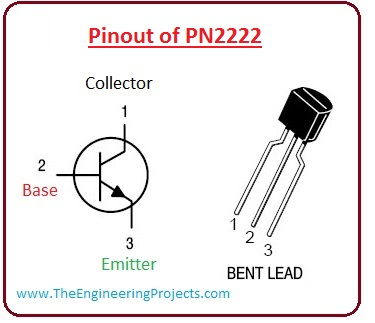 Pinout of PN2222
Collector
1
2
Base
3
Emitter
1
2
3
BENT LEAD
www.TheEngineeringProjects.com